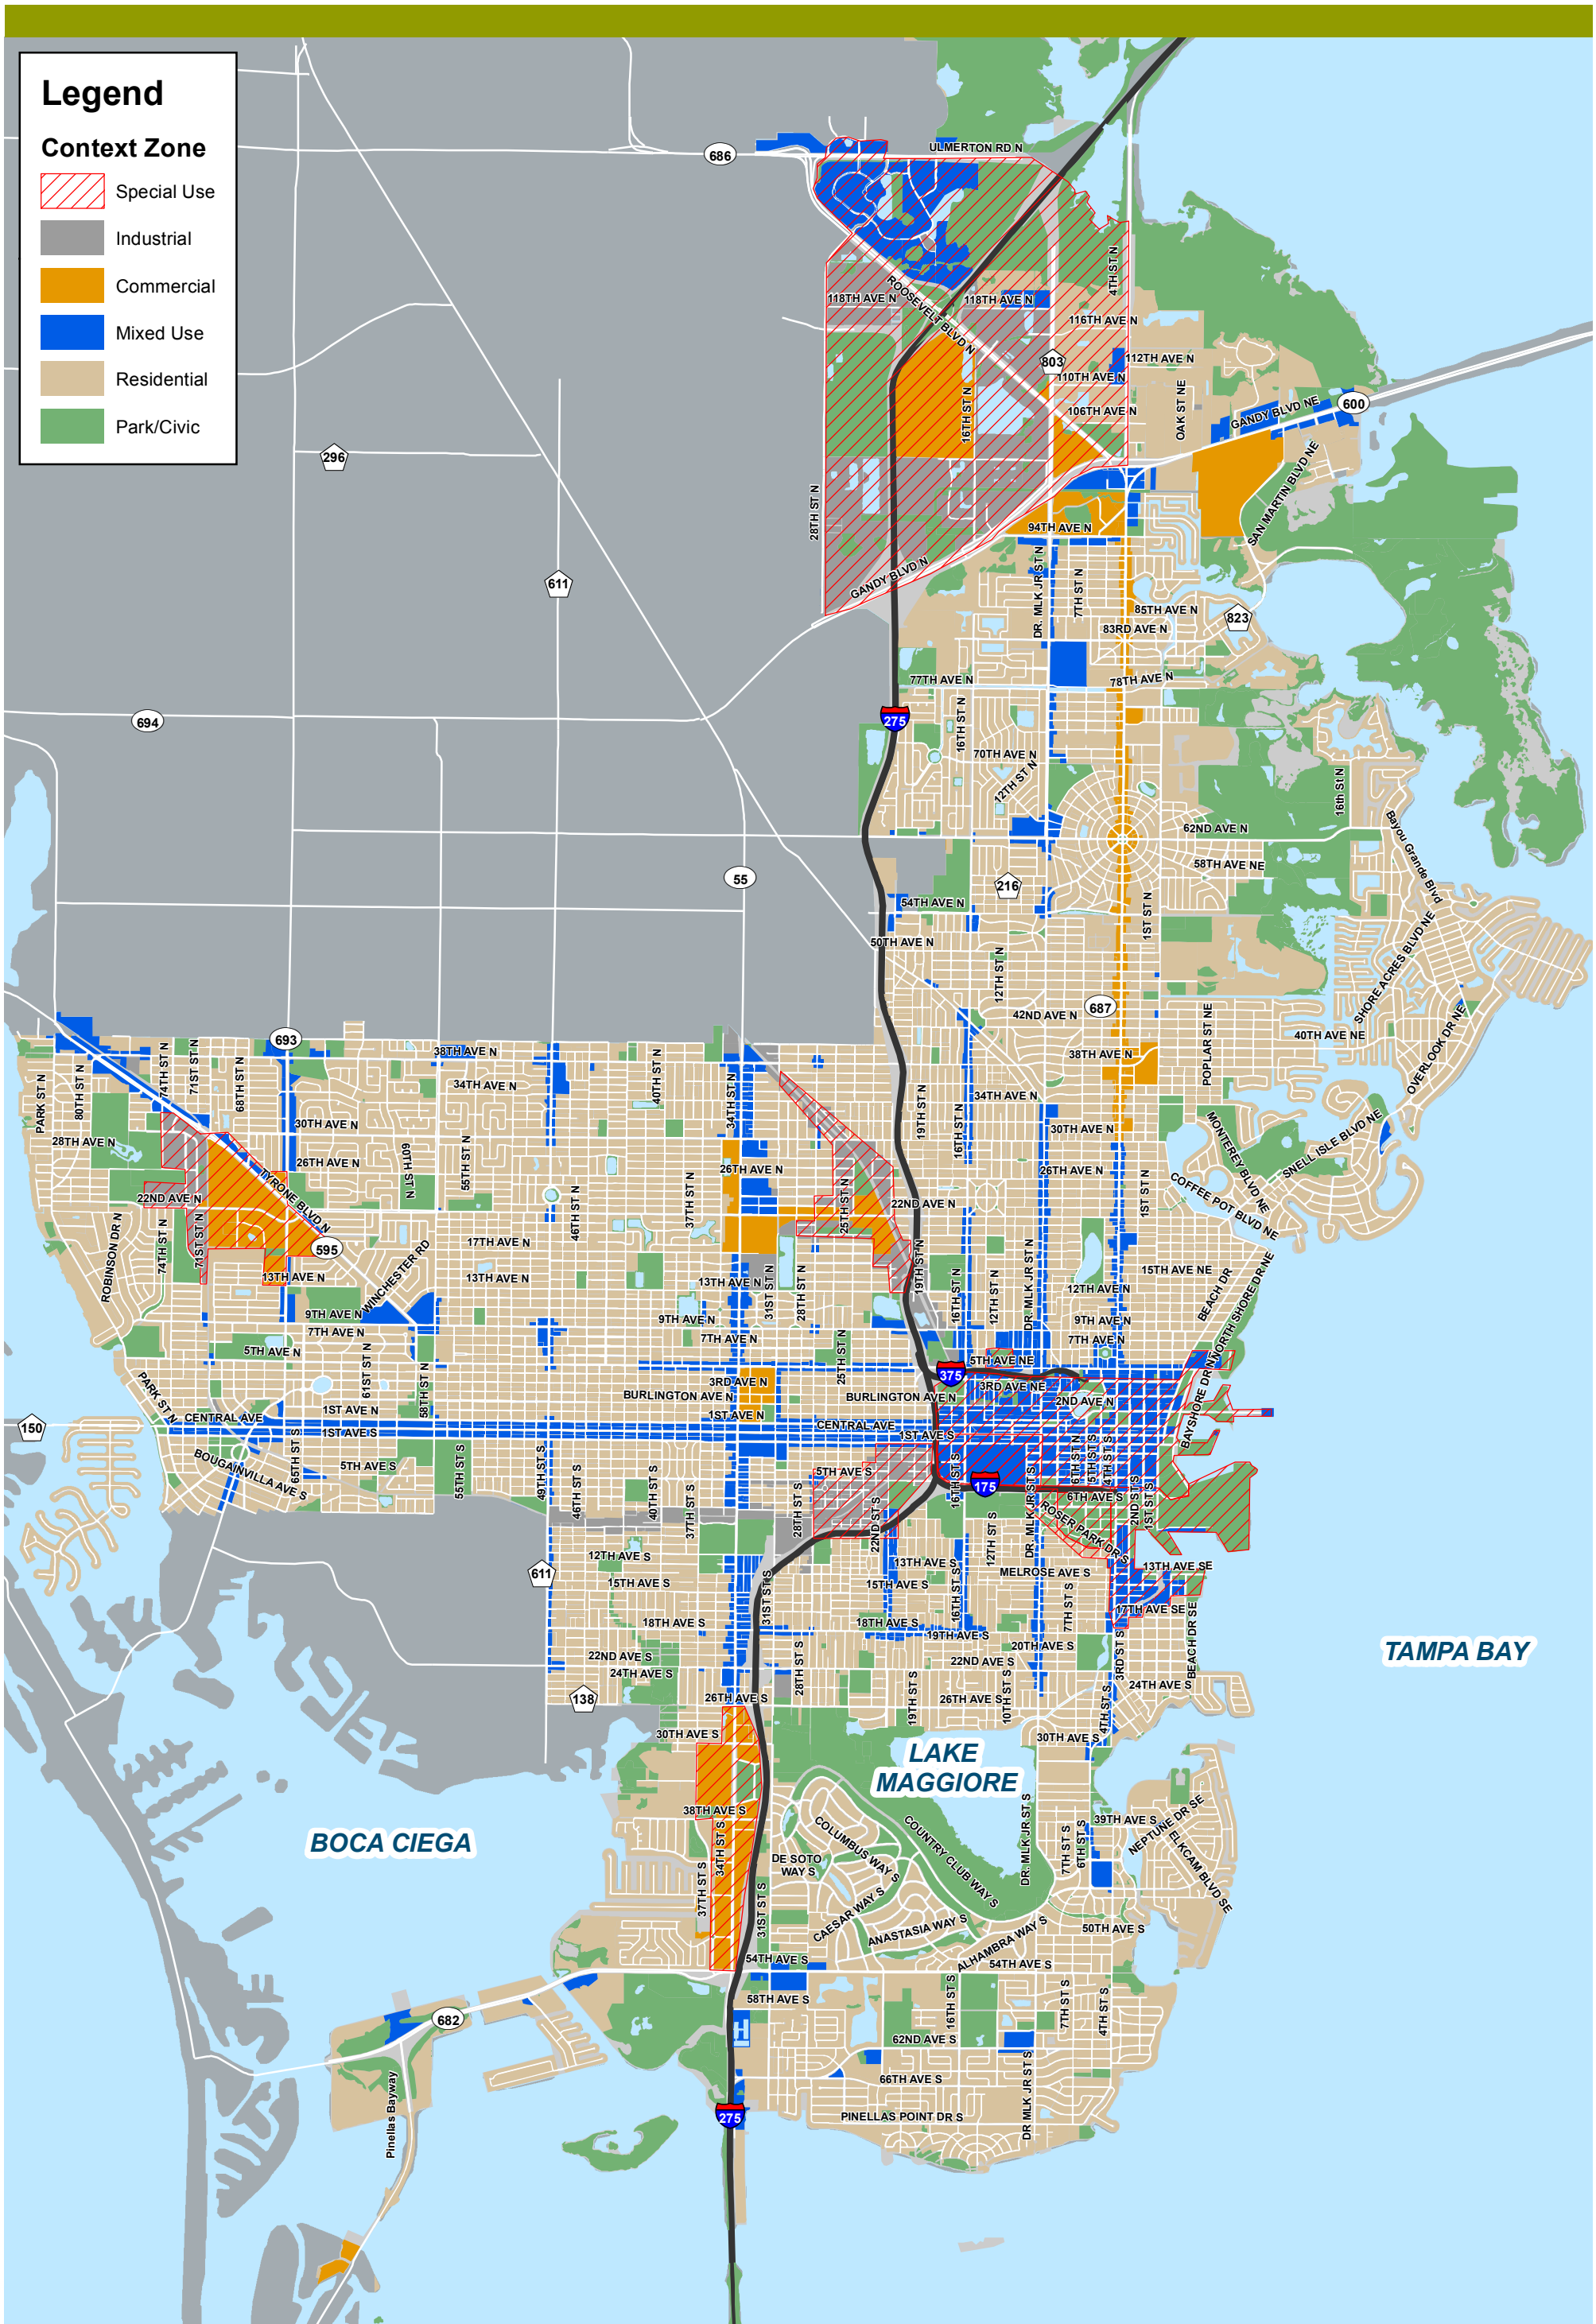 Legend
Context Zone
Special Use
Industrial
Commercial
Mixed Use
Residential
Park/Civic
686
ULMERTON RD N
4TH ST N
118TH AVE N
ROOSEVELT BLVD N
118TH AVE N
116TH AVE N
803
112TH AVE N
110TH AVE N
106TH AVE N
16TH ST N
OAK ST NE
GANDY BLVD NE
600
296
SAN MARTIN BLVD NE
28TH ST N
94TH AVE N
611
GANDY BLVD N
DR. MLK JR ST N
7TH ST N
85TH AVE N
823
83RD AVE N
77TH AVE N
78TH AVE N
694
275
16TH ST N
70TH AVE N
12TH ST N
16th St N
62ND AVE N
Bayou Grande Blvd
58TH AVE NE
55
216
54TH AVE N
1ST ST N
50TH AVE N
SHORE ACRES BLVD NE
12TH ST N
687
42ND AVE N
POPLAR ST NE
40TH AVE NE
OVERLOOK DR NE
693
38TH AVE N
38TH AVE N
PARK ST N
80TH ST N
74TH ST N
71ST ST N
68TH ST N
34TH AVE N
40TH ST N
34TH ST N
19TH ST N
34TH AVE N
30TH AVE N
16TH ST N
30TH AVE N
28TH AVE N
26TH AVE N
60TH ST N
55TH ST N
26TH AVE N
26TH AVE N
MONTEREY BLVD NE
SNELL ISLE BLVD NE
TYRONE BLVD N
22ND AVE N
46TH ST N
37TH ST N
25TH ST N
22ND AVE N
1ST ST N
COFFEE POT BLVD NE
ROBINSON DR N
74TH ST N
71ST ST N
595
17TH AVE N
19TH ST N
13TH AVE N
WINCHESTER RD
13TH AVE N
13TH AVE N
31ST ST N
28TH ST N
16TH ST N
12TH ST N
DR. MLK JR ST N
15TH AVE NE
12TH AVE N
BEACH DR
NORTH SHORE DR NE
9TH AVE N
7TH AVE N
9TH AVE N
7TH AVE N
9TH AVE N
7TH AVE N
5TH AVE N
61ST ST N
58TH ST N
25TH ST N
5TH AVE NE
375
PARK ST N
3RD AVE N
BURLINGTON AVE N
BURLINGTON AVE N
3RD AVE NE
2ND AVE N
BAYSHORE DR NE
150
CENTRAL AVE
1ST AVE N
1ST AVE S
1ST AVE N
CENTRAL AVE
1ST AVE S
BOUGAINVILLA AVE S
65TH ST S
5TH AVE S
55TH ST S
49TH ST S
46TH ST S
40TH ST S
37TH ST S
28TH ST S
5TH AVE S
22ND ST S
16TH ST S
175
DR. MLK JR ST S
6TH ST N
5TH ST S
4TH ST S
6TH AVE S
2ND ST S
1ST ST S
ROSER PARK DR S
611
12TH AVE S
15TH AVE S
31ST ST S
13TH AVE S
15TH AVE S
12TH ST S
16TH ST S
MELROSE AVE S
7TH ST S
13TH AVE SE
17TH AVE SE
18TH AVE S
18TH AVE S
19TH AVE S
20TH AVE S
22ND AVE S
24TH AVE S
28TH ST S
22ND AVE S
3RD ST S
BEACH DR SE
TAMPA BAY
138
26TH AVE S
19TH ST S
26TH AVE S
10TH ST S
24TH AVE S
4TH ST S
30TH AVE S
30TH AVE S
LAKE
MAGGIORE
38TH AVE S
34TH ST S
COLUMBUS WAY S
COUNTRY CLUB WAY S
DR. MLK JR ST S
39TH AVE S
7TH ST S
6TH ST S
NEPTUNE DR SE
ELKCAM BLVD SE
BOCA CIEGA
DE SOTO
WAY S
37TH ST S
31ST ST S
CAESAR WAY S
ANASTASIA WAY S
ALHAMBRA WAY S
50TH AVE S
54TH AVE S
54TH AVE S
58TH AVE S
16TH ST S
7TH ST S
4TH ST S
682
62ND AVE S
66TH AVE S
DR MLK JR ST S
Pinellas Bayway
275
PINELLAS POINT DR S